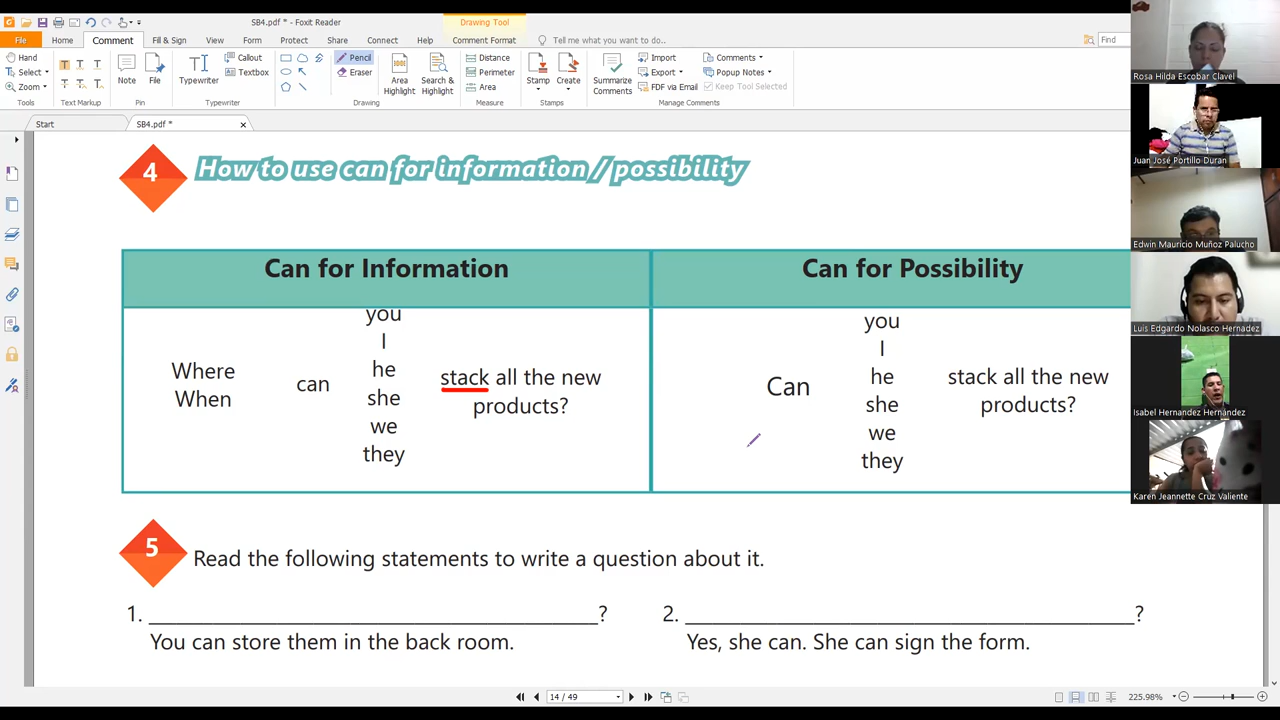 SB4.pdf * - Foxit Reader
Drawing Tool
File
Home
Comment
Fill & Sign
View
Form
Protect
Share
Connect
Help
Comment Format
Tell me what you want to do..
Find
Hand
Select
Zoom
Tools
Text Markup
Note
File
Pin
Typewriter
Callout
Textbox
Typewriter
Pencil
Eraser
Drawing
Area Highlight
Search & Highlight
Distance
Perimeter
Area
Measure
Stamp
Create
Stamps
Summarize Comments
Import
Export
FDF via Email
Comments
Popup Notes
Keep Tool Selected
Manage Comments
Start
SB4.pdf *
4
How to use can for information / possibility
Can for Information
Can for Possibility
Where
When
can
you
I
he
she
we
they
stack all the new
products?
Can
you
I
he
she
we
they
stack all the new
products?
5
Read the following statements to write a question about it.
1. ?
You can store them in the back room.
2. ?
Yes, she can. She can sign the form.
Rosa Hilda Escobar Clavel
Juan José Portillo Duran
Edwin Mauricio Muñoz Palucho
Luis Edgardo Nolasco Hernadez
Isabel Hernandez Hernández
Karen Jeannette Cruz Valiente
14 / 49
225.98%